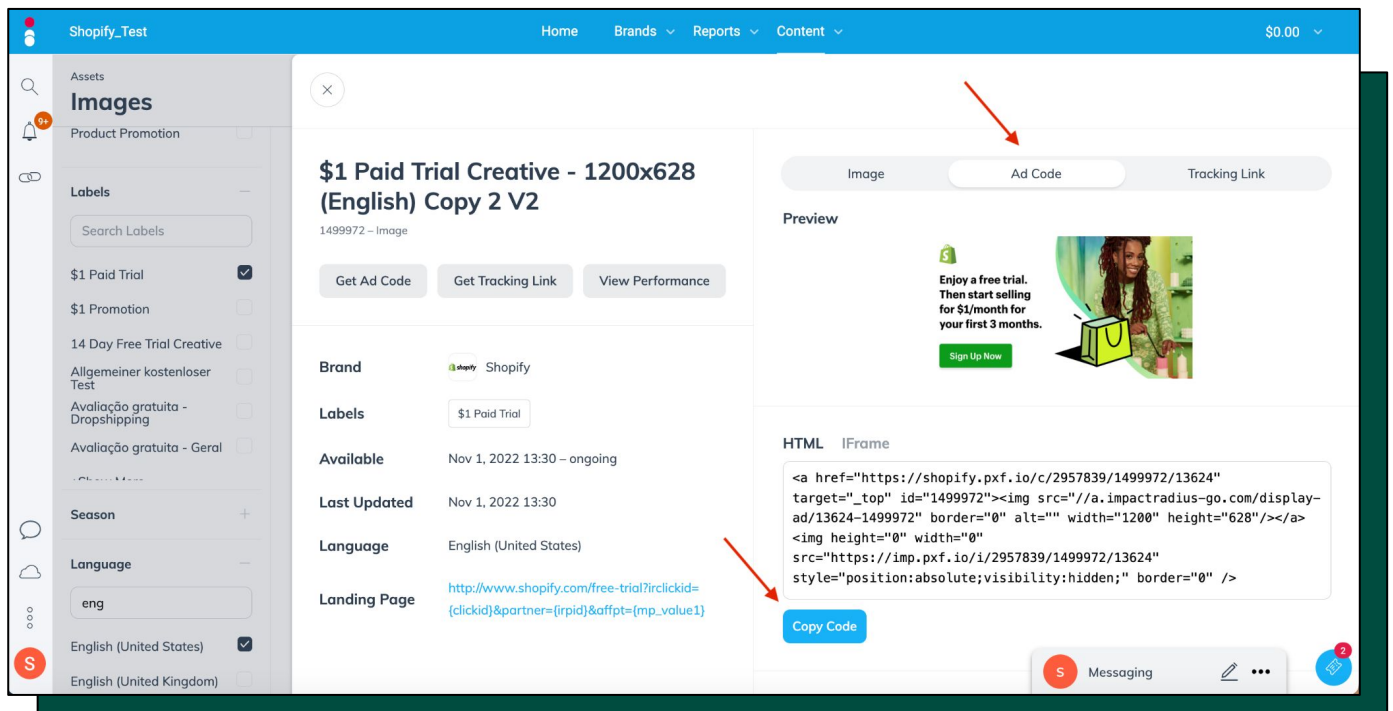 Shopify_Test
Home
Brands
Reports
Content
$0.00
9+
Assets
Images
Product Promotion
Labels
Search Labels
$1 Paid Trial
$1 Promotion
14 Day Free Trial Creative
Allgemeiner kostenloser
Test
Avaliação gratuita -
Dropshipping
Avaliação gratuita - Geral
Season
Language
eng
English (United States)
English (United Kingdom)
S
$1 Paid Trial Creative - 1200x628
(English) Copy 2 V2
1499972 – Image
Get Ad Code
Get Tracking Link
View Performance
Brand
shopify
Shopify
Labels
$1 Paid Trial
Available
Nov 1, 2022 13:30 – ongoing
Last Updated
Nov 1, 2022 13:30
Language
English (United States)
Landing Page
http://www.shopify.com/free-trial?irclickid=
{clickid}&partner={irpid}&affpt={mp_value1}
Image
Ad Code
Tracking Link
Preview
Enjoy a free trial.
Then start selling
for $1/month for
your first 3 months.
Sign Up Now
HTML
IFrame
<a href="https://shopify.pxf.io/c/2957839/1499972/13624"
target="_top" id="1499972"><img src="//a.impactradius-go.com/display-
ad/13624-1499972" border="0" alt="" width="1200" height="628"/></a>
<img height="0" width="0"
src="https://imp.pxf.io/i/2957839/1499972/13624"
style="position:absolute;visibility:hidden;" border="0" />
Copy Code
S
Messaging
2